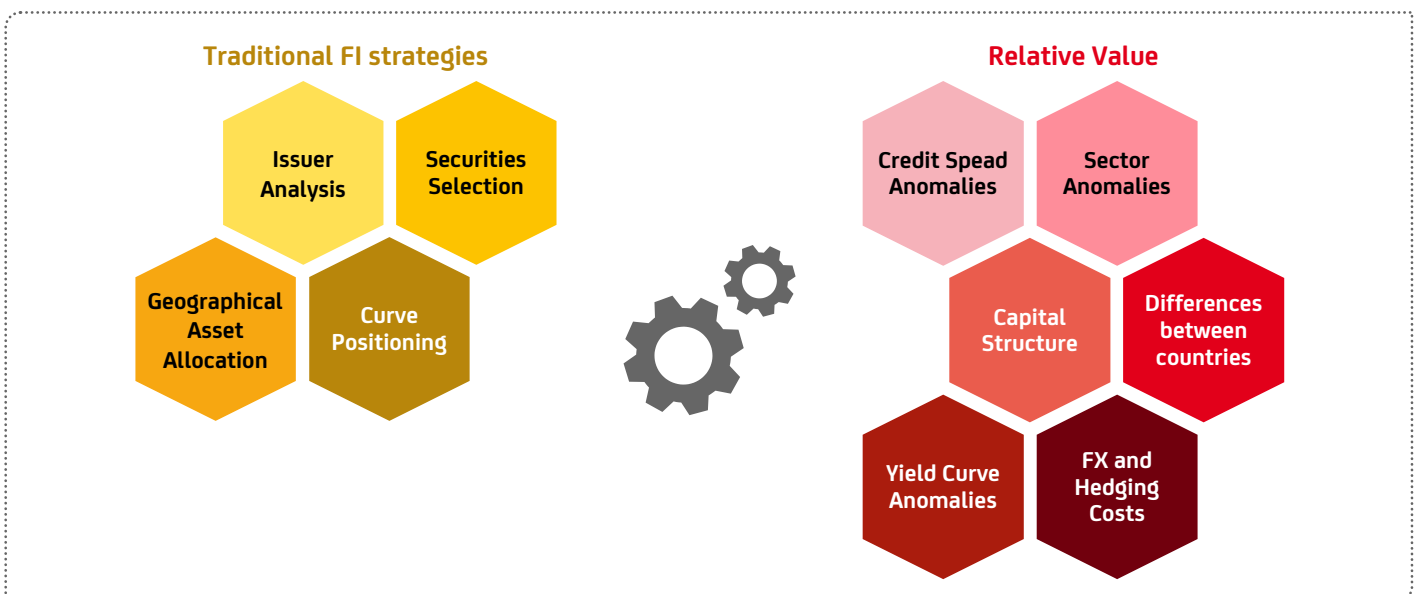 Traditional FI strategies
Issuer
Analysis
Securities
Selection
Geographical
Asset
Allocation
Curve
Positioning
Relative Value
Credit Spead
Anomalies
Sector
Anomalies
Capital
Structure
Differences
between
countries
Yield Curve
Anomalies
FX and
Hedging
Costs